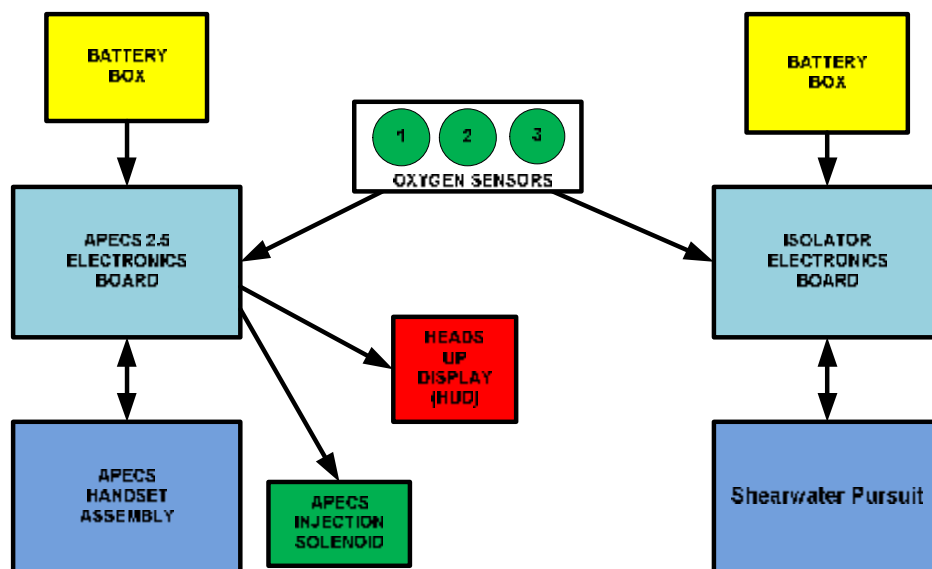 BATTERY
BOX
BATTERY
BOX
1 2 3
OXYGEN SENSORS
APECS 2.5
ELECTRONICS
BOARD
ISOLATOR
ELECTRONICS
BOARD
HEADS
UP
DISPLAY
(HUD)
APECS
HANDSET
ASSEMBLY
APECS
INJECTION
SOLENOID
Shearwater Pursuit